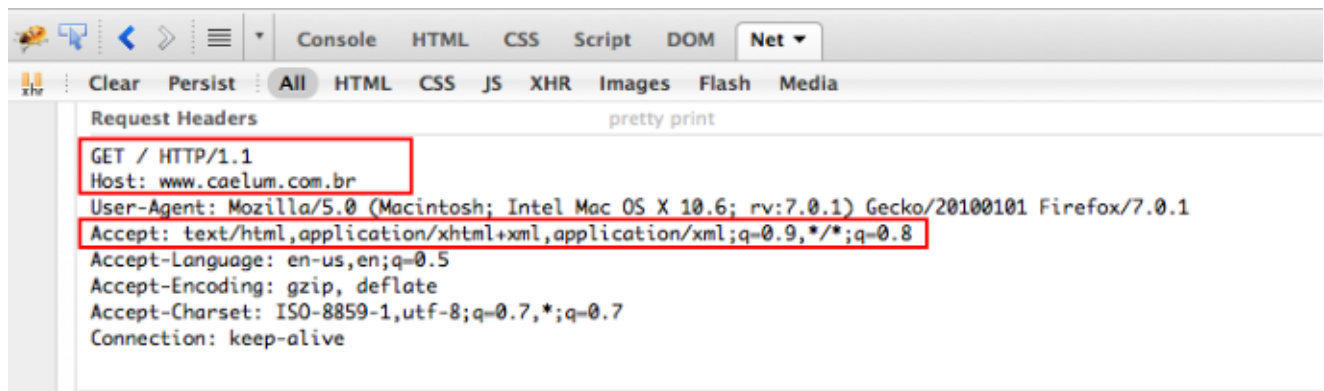 Console HTML CSS Script DOM Net
xhr Clear Persist All HTML CSS JS XHR Images Flash Media
Request Headers pretty print
GET / HTTP/1.1
Host: www.caelum.com.br
User-Agent: Mozilla/5.0 (Macintosh; Intel Mac OS X 10.6; rv:7.0.1) Gecko/20100101 Firefox/7.0.1
Accept: text/html,application/xhtml+xml,application/xml;q=0.9,*/*;q=0.8
Accept-Language: en-us,en;q=0.5
Accept-Encoding: gzip, deflate
Accept-Charset: ISO-8859-1,utf-8;q=0.7,*;q=0.7
Connection: keep-alive